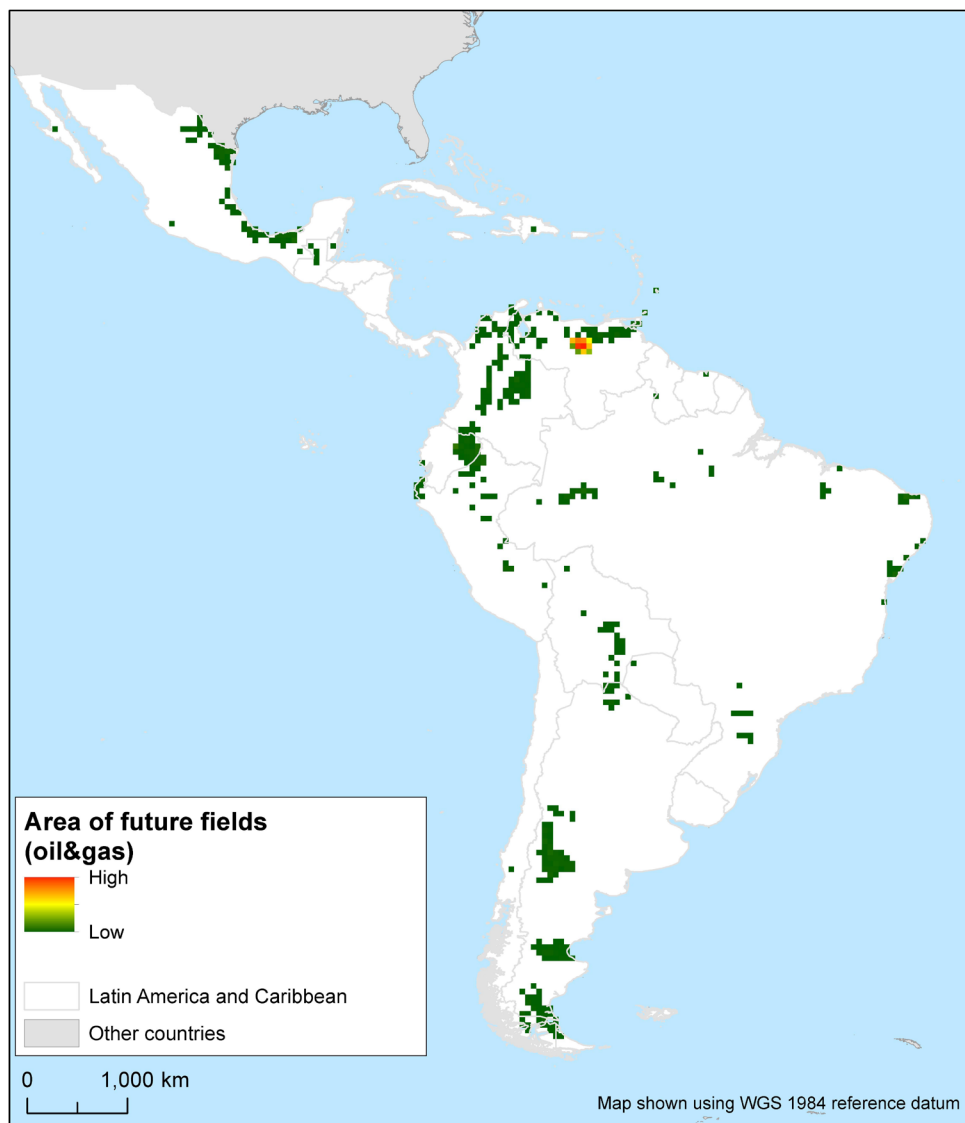 Area of future fields
(oil&gas)
High
Low
Latin America and Caribbean
Other countries
0 1,000 km
Map shown using WGS 1984 reference datum